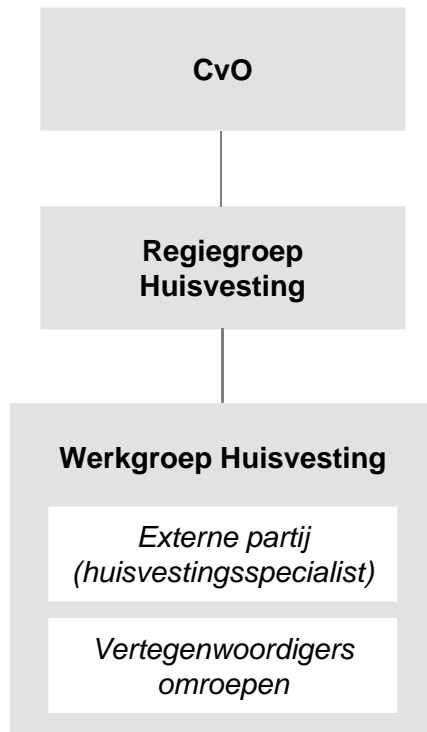 CvO
Regiegroep
Huisvesting
Werkgroep Huisvesting
Externe partij
(huisvestingsspecialist)
Vertegenwoordigers
omroepen